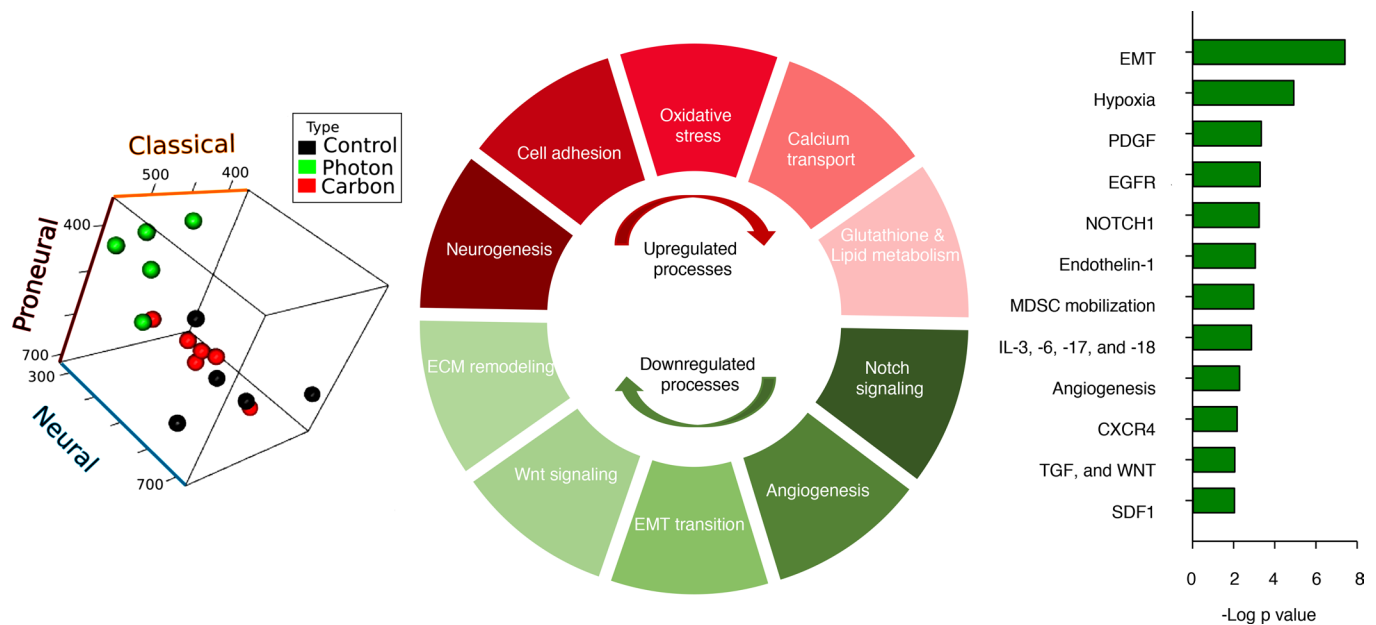 Classical
500
400
Type
Control
Photon
Carbon
Proneural
400
700
300
Neural
700
Oxidative
stress
Cell adhesion
Calcium
transport
Neurogenesis
Glutathione &
Lipid metabolism
Upregulated
processes
Downregulated
processes
ECM remodeling
Notch
signaling
Wnt signaling
Angiogenesis
EMT transition
EMT
Hypoxia
PDGF
EGFR
NOTCH1
Endothelin-1
MDSC mobilization
IL-3, -6, -17, and -18
Angiogenesis
CXCR4
TGF, and WNT
SDF1
0 2 4 6 8
-Log p value